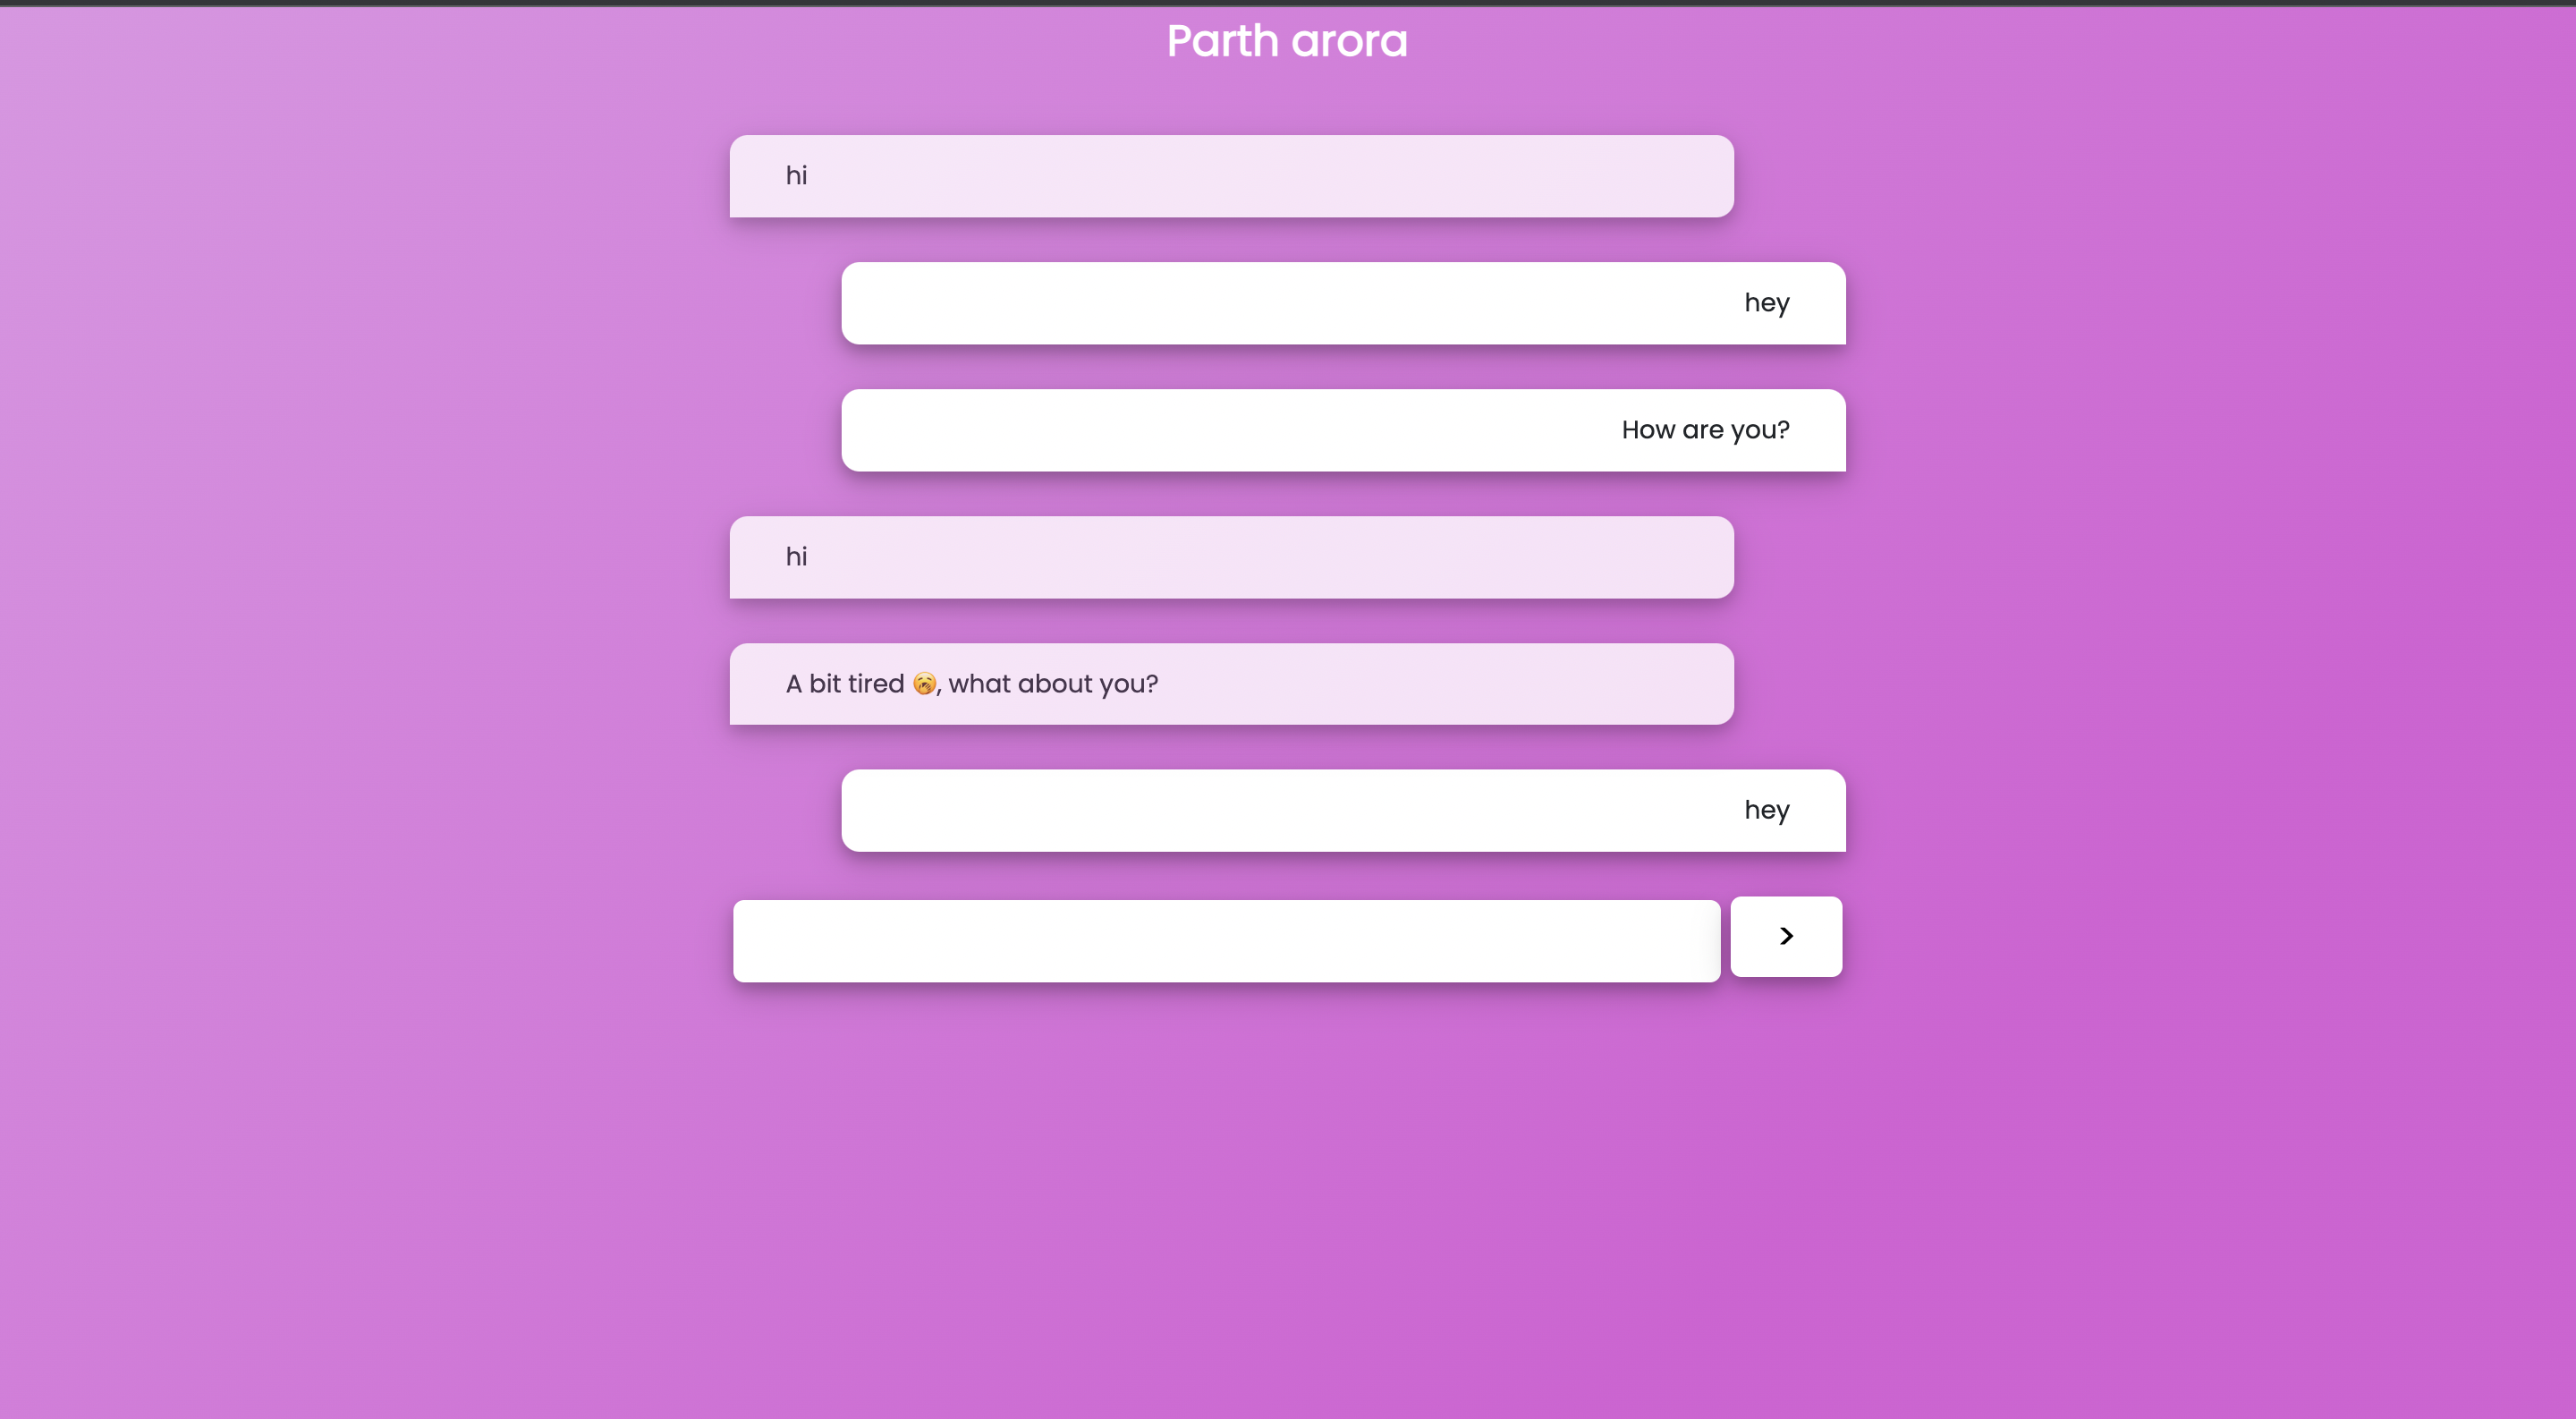 Parth arora
hi
hey
How are you?
hi
A bit tired 🥱, what about you?
hey
>